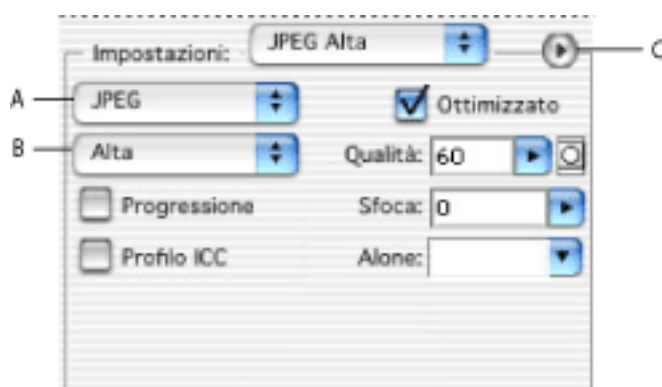 Impostazioni: JPEG Alta
C
A JPEG Ottimizzato
B Alta Qualità: 60
Progressione Sfoca: 0
Profilo ICC Alone: